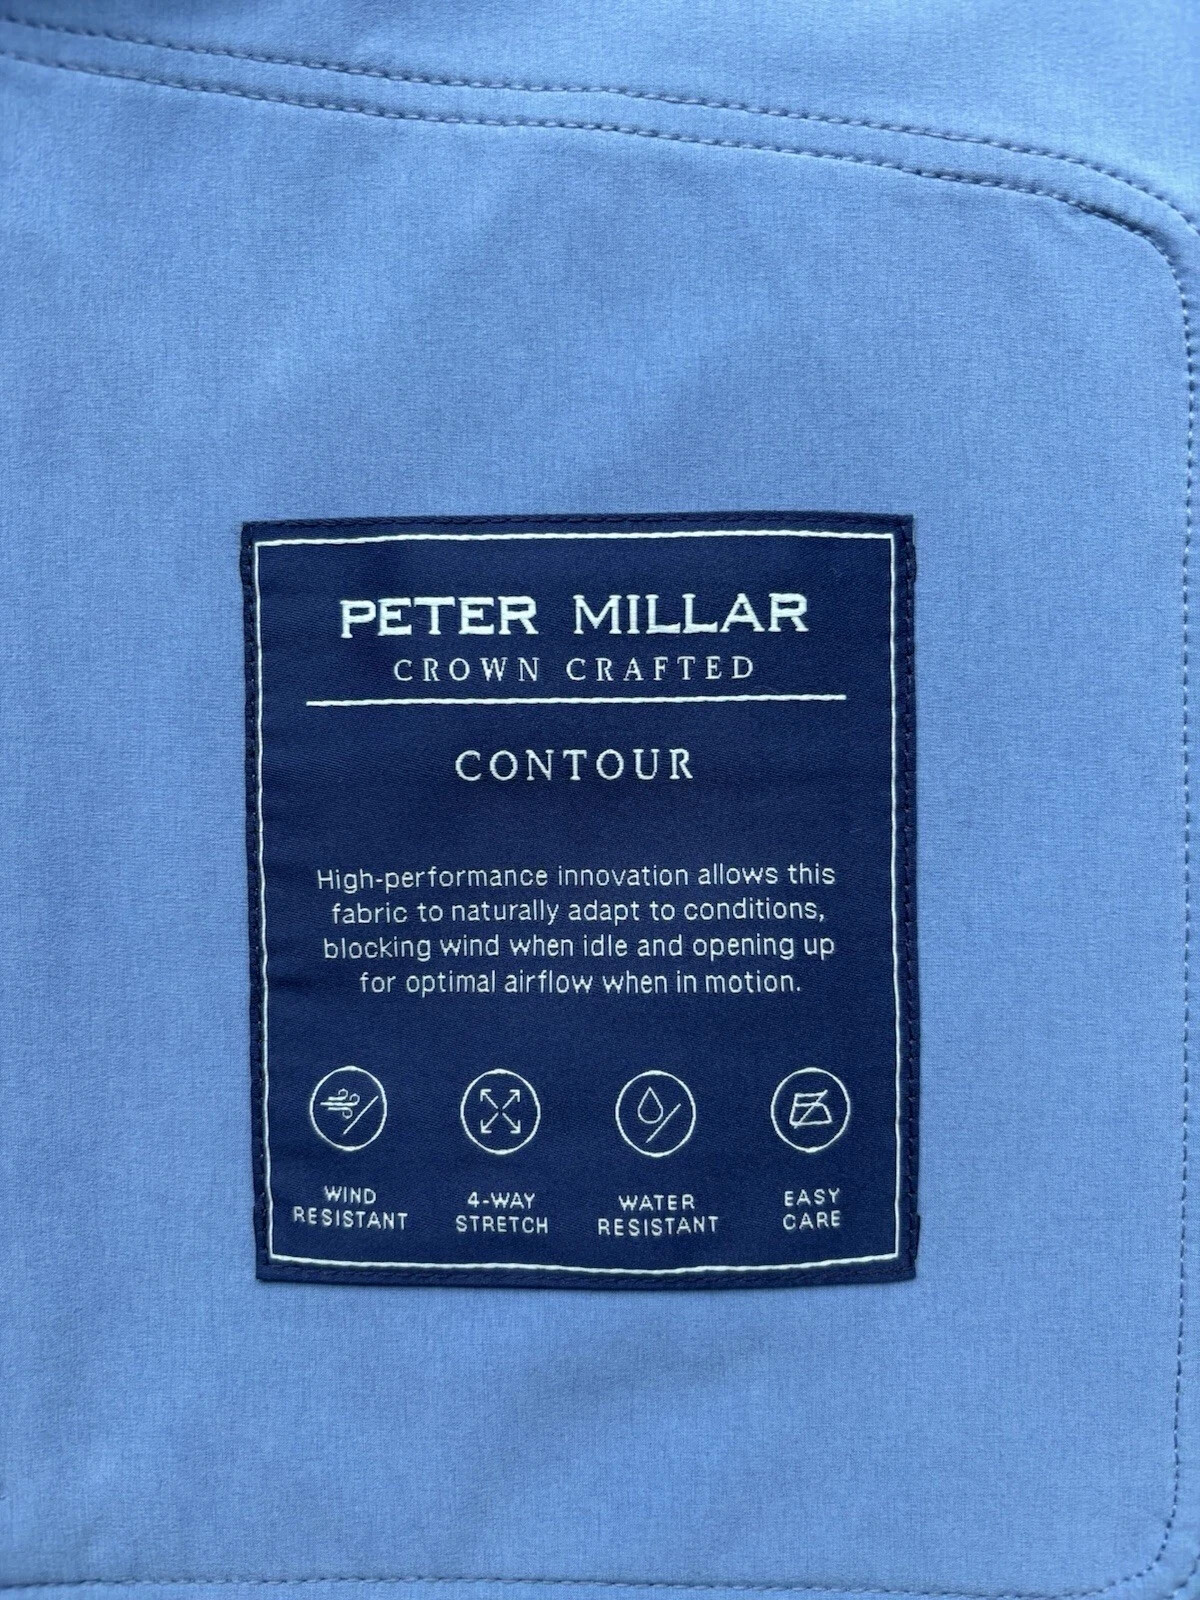 PETER MILLAR
CROWN CRAFTED
CONTOUR
High-performance innovation allows this
fabric to naturally adapt to conditions,
blocking wind when idle and opening up
for optimal airflow when in motion.
WIND
RESISTANT
4-WAY
STRETCH
WATER
RESISTANT
EASY
CARE